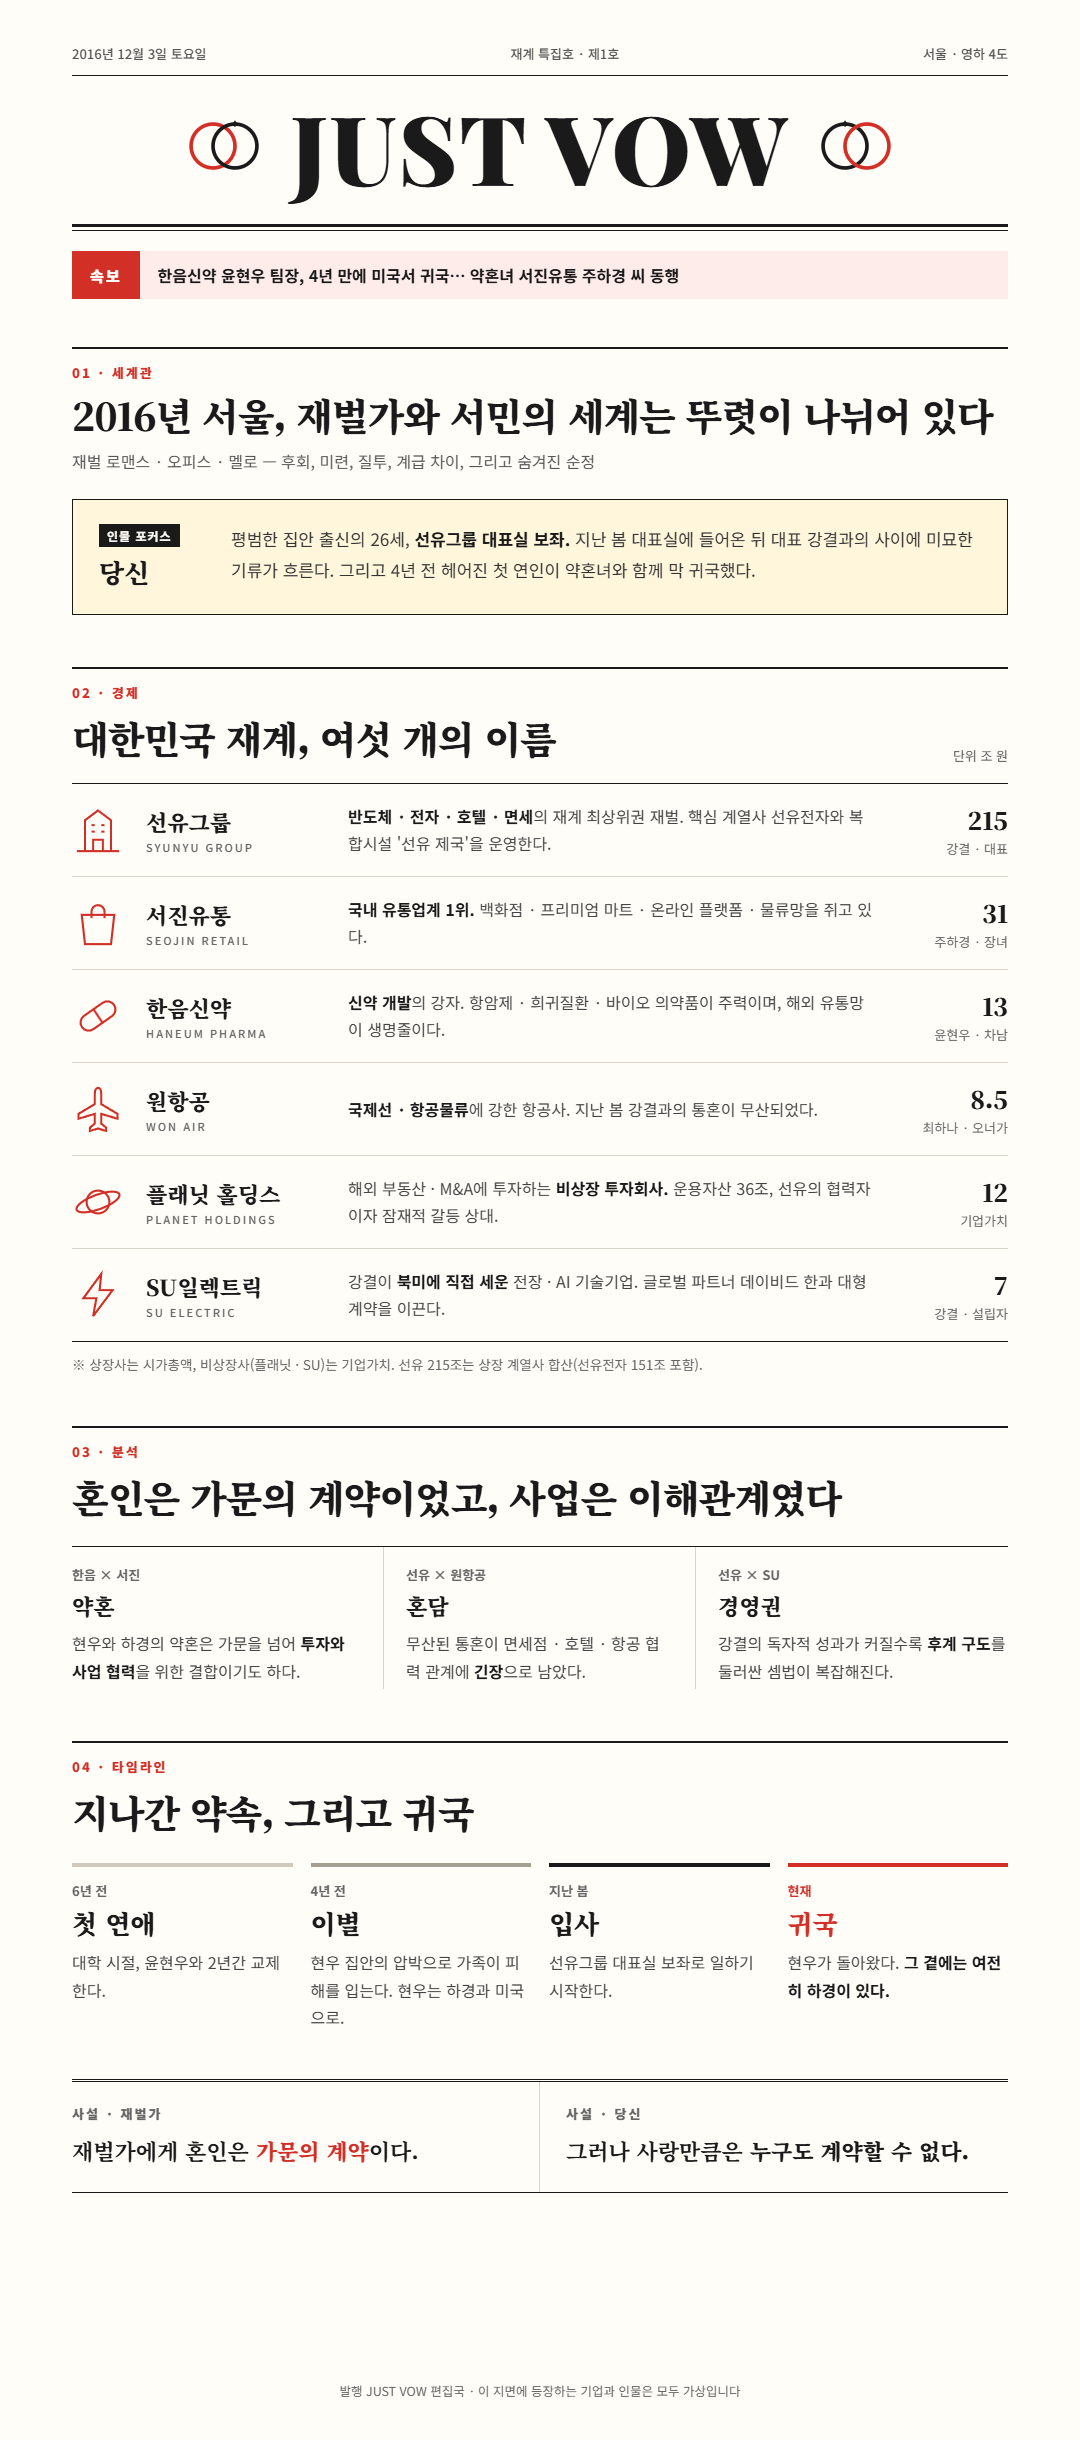 2016년 12월 3일 토요일
재계 특집호 · 제1호
서울 · 영하 4도
JUST VOW
속보
한음신약 윤현우 팀장, 4년 만에 미국서 귀국… 약혼녀 서진유통 주하경 씨 동행
01 · 세계관
2016년 서울, 재벌가와 서민의 세계는 뚜렷이 나뉘어 있다
재벌 로맨스 · 오피스 · 멜로 — 후회, 미련, 질투, 계급 차이, 그리고 숨겨진 순정
인물 포커스
당신
평범한 집안 출신의 26세, 선유그룹 대표실 보좌. 지난 봄 대표실에 들어온 뒤 대표 강결과의 사이에 미묘한
기류가 흐른다. 그리고 4년 전 헤어진 첫 연인이 약혼녀와 함께 막 귀국했다.
02 · 경제
대한민국 재계, 여섯 개의 이름
단위 조 원
선유그룹
SYUNYU GROUP
반도체 · 전자 · 호텔 · 면세의 재계 최상위권 재벌. 핵심 계열사 선유전자와 복
합시설 '선유 제국'을 운영한다.
215
강결 · 대표
서진유통
SEOJIN RETAIL
국내 유통업계 1위. 백화점 · 프리미엄 마트 · 온라인 플랫폼 · 물류망을 쥐고 있
다.
31
주하경 · 장녀
한음신약
HANEUM PHARMA
신약 개발의 강자. 항암제 · 희귀질환 · 바이오 의약품이 주력이며, 해외 유통망
이 생명줄이다.
13
윤현우 · 차남
원항공
WON AIR
국제선 · 항공물류에 강한 항공사. 지난 봄 강결과의 통혼이 무산되었다.
8.5
최하나 · 오너가
플래닛 홀딩스
PLANET HOLDINGS
해외 부동산 · M&A에 투자하는 비상장 투자회사. 운용자산 36조, 선유의 협력자
이자 잠재적 갈등 상대.
12
기업가치
SU일렉트릭
SU ELECTRIC
강결이 북미에 직접 세운 전장 · AI 기술기업. 글로벌 파트너 데이비드 한과 대형
계약을 이끈다.
7
강결 · 설립자
※ 상장사는 시가총액, 비상장사(플래닛 · SU)는 기업가치. 선유 215조는 상장 계열사 합산(선유전자 151조 포함).
03 · 분석
혼인은 가문의 계약이었고, 사업은 이해관계였다
한음 × 서진
약혼
현우와 하경의 약혼은 가문을 넘어 투자와
사업 협력을 위한 결합이기도 하다.
선유 × 원항공
혼담
무산된 통혼이 면세점 · 호텔 · 항공 협
력 관계에 긴장으로 남았다.
선유 × SU
경영권
강결의 독자적 성과가 커질수록 후계 구도를
둘러싼 셈법이 복잡해진다.
04 · 타임라인
지나간 약속, 그리고 귀국
6년 전
첫 연애
대학 시절, 윤현우와 2년간 교제
한다.
4년 전
이별
현우 집안의 압박으로 가족이 피
해를 입는다. 현우는 하경과 미국
으로.
지난 봄
입사
선유그룹 대표실 보좌로 일하기
시작한다.
현재
귀국
현우가 돌아왔다. 그 곁에는 여전
히 하경이 있다.
사설 · 재벌가
재벌가에게 혼인은 가문의 계약이다.
사설 · 당신
그러나 사랑만큼은 누구도 계약할 수 없다.
발행 JUST VOW 편집국 · 이 지면에 등장하는 기업과 인물은 모두 가상입니다